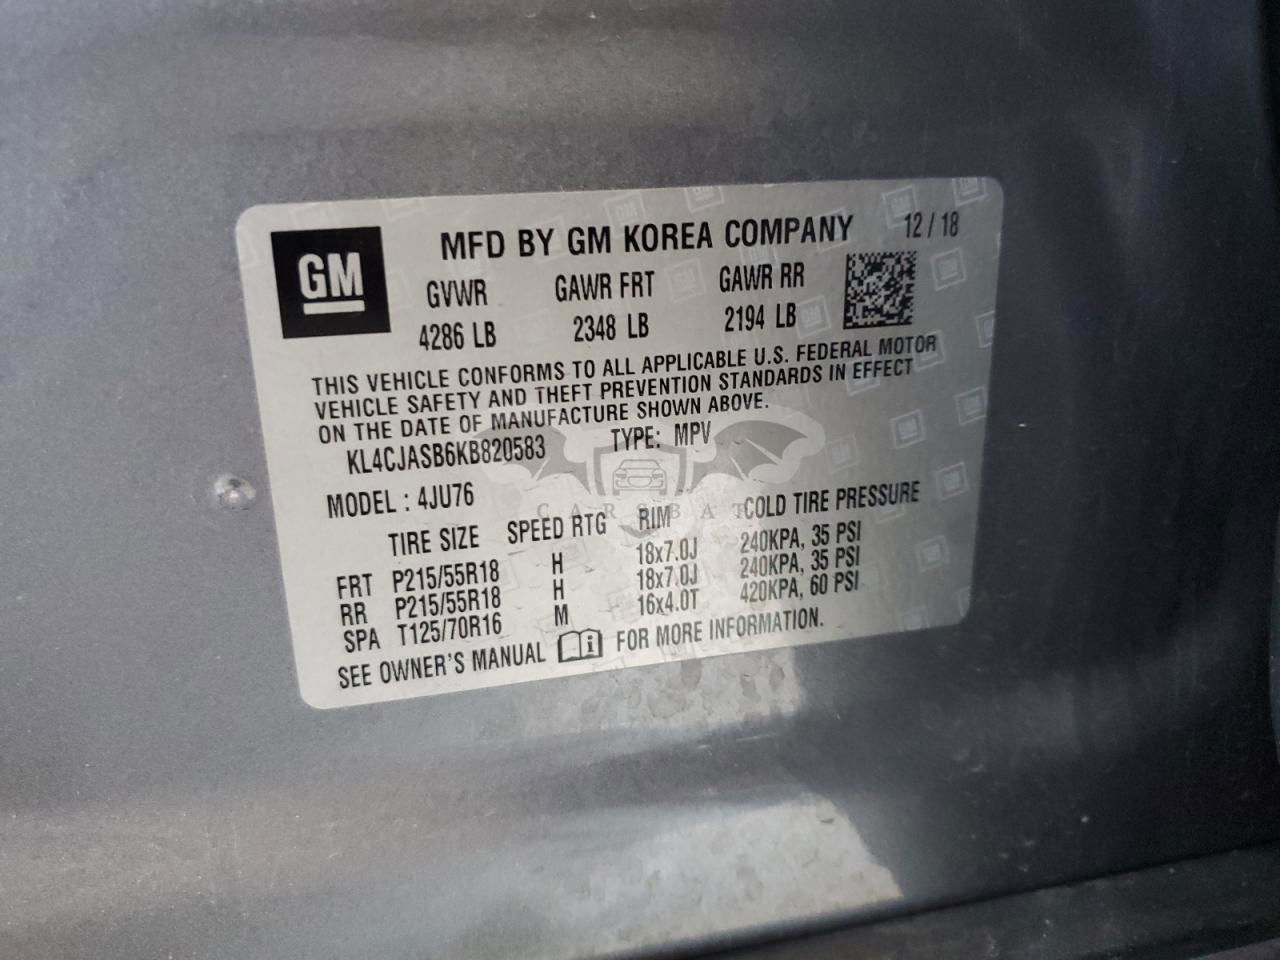 GM
MFD BY GM KOREA COMPANY 12 / 18
GVWR GAWR FRT GAWR RR
4286 LB 2348 LB 2194 LB
THIS VEHICLE CONFORMS TO ALL APPLICABLE U.S. FEDERAL MOTOR
VEHICLE SAFETY AND THEFT PREVENTION STANDARDS IN EFFECT
ON THE DATE OF MANUFACTURE SHOWN ABOVE.
KL4CJASB6KB820583 TYPE: MPV
MODEL : 4JU76
CARSBAT
TIRE SIZE SPEED RTG RIM COLD TIRE PRESSURE
FRT P215/55R18 H 18x7.0J 240KPA, 35 PSI
RR P215/55R18 H 18x7.0J 240KPA, 35 PSI
SPA T125/70R16 M 16x4.0T 420KPA, 60 PSI
SEE OWNER'S MANUAL i FOR MORE INFORMATION.